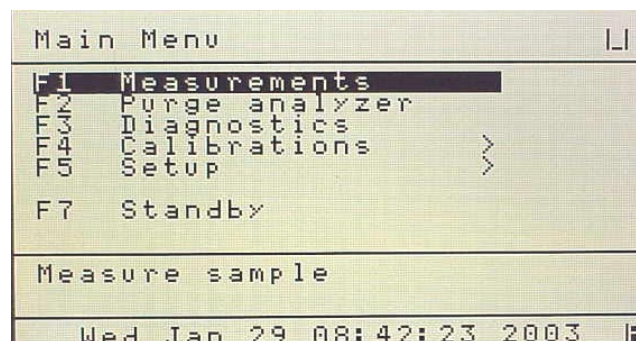 Main Menu
F1 Measurements
F2 Purge analyzer
F3 Diagnostics
F4 Calibrations >
F5 Setup >
F7 Standby
Measure sample
Wed Jan 29 08:42:23 2003